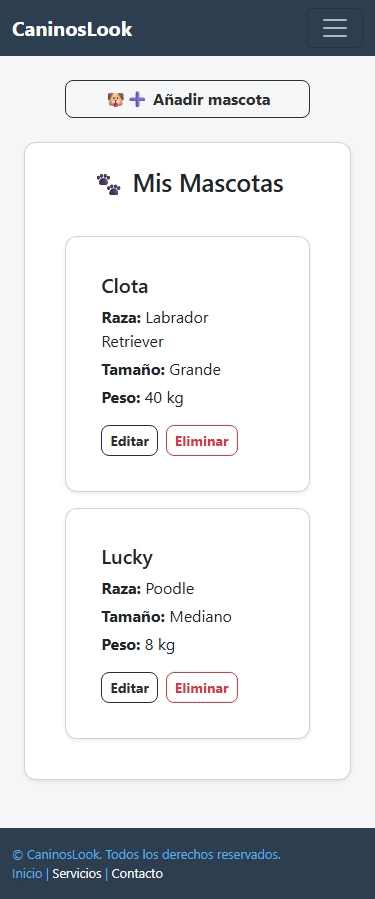 CaninosLook
Añadir mascota
Mis Mascotas
Clota
Raza: Labrador
Retriever
Tamaño: Grande
Peso: 40 kg
Editar Eliminar
Lucky
Raza: Poodle
Tamaño: Mediano
Peso: 8 kg
Editar Eliminar
© CaninosLook. Todos los derechos reservados.
Inicio | Servicios | Contacto